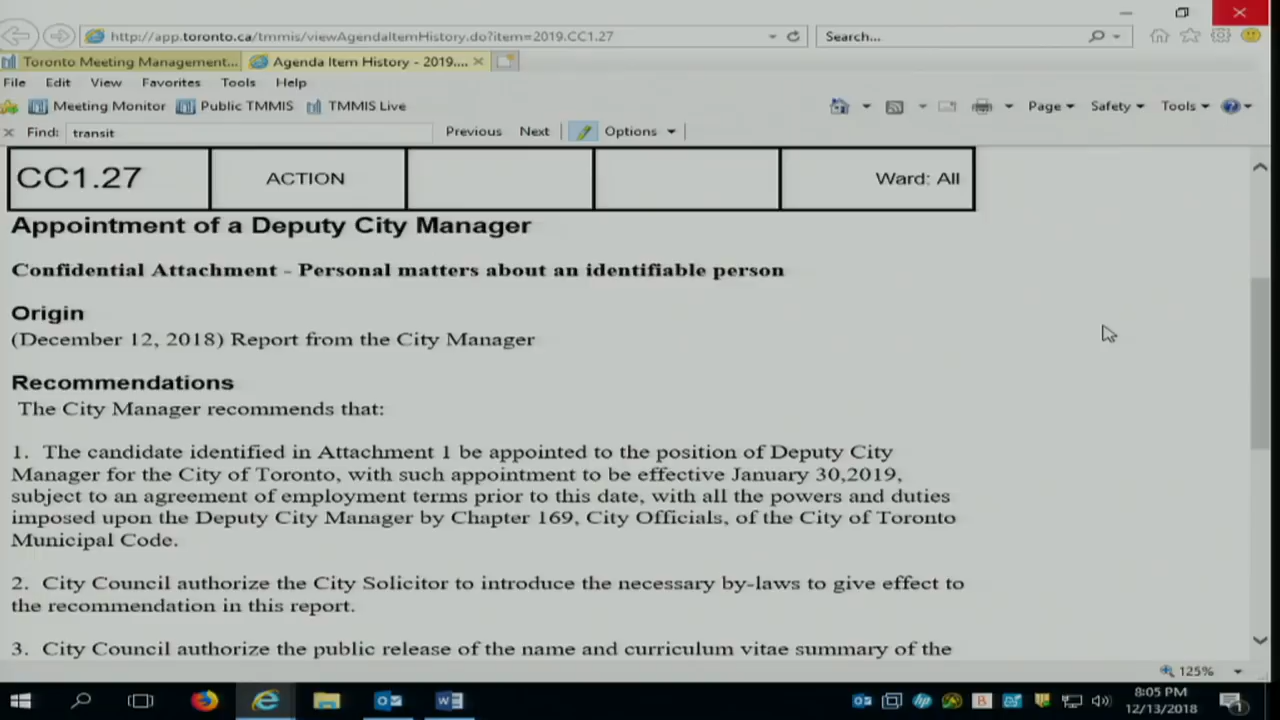 http://app.toronto.ca/tmmis/viewAgendaItemHistory.do?item=2019.CC1.27
Search...
Toronto Meeting Management...
Agenda Item History - 2019....
File Edit View Favorites Tools Help
Meeting Monitor Public TMMIS TMMIS Live
Page Safety Tools
Find: transit Previous Next Options
CC1.27 ACTION Ward: All
Appointment of a Deputy City Manager
Confidential Attachment - Personal matters about an identifiable person
Origin
(December 12, 2018) Report from the City Manager
Recommendations
The City Manager recommends that:
1. The candidate identified in Attachment 1 be appointed to the position of Deputy City
Manager for the City of Toronto, with such appointment to be effective January 30,2019,
subject to an agreement of employment terms prior to this date, with all the powers and duties
imposed upon the Deputy City Manager by Chapter 169, City Officials, of the City of Toronto
Municipal Code.
2. City Council authorize the City Solicitor to introduce the necessary by-laws to give effect to
the recommendation in this report.
3. City Council authorize the public release of the name and curriculum vitae summary of the
125%
8:05 PM
12/13/2018